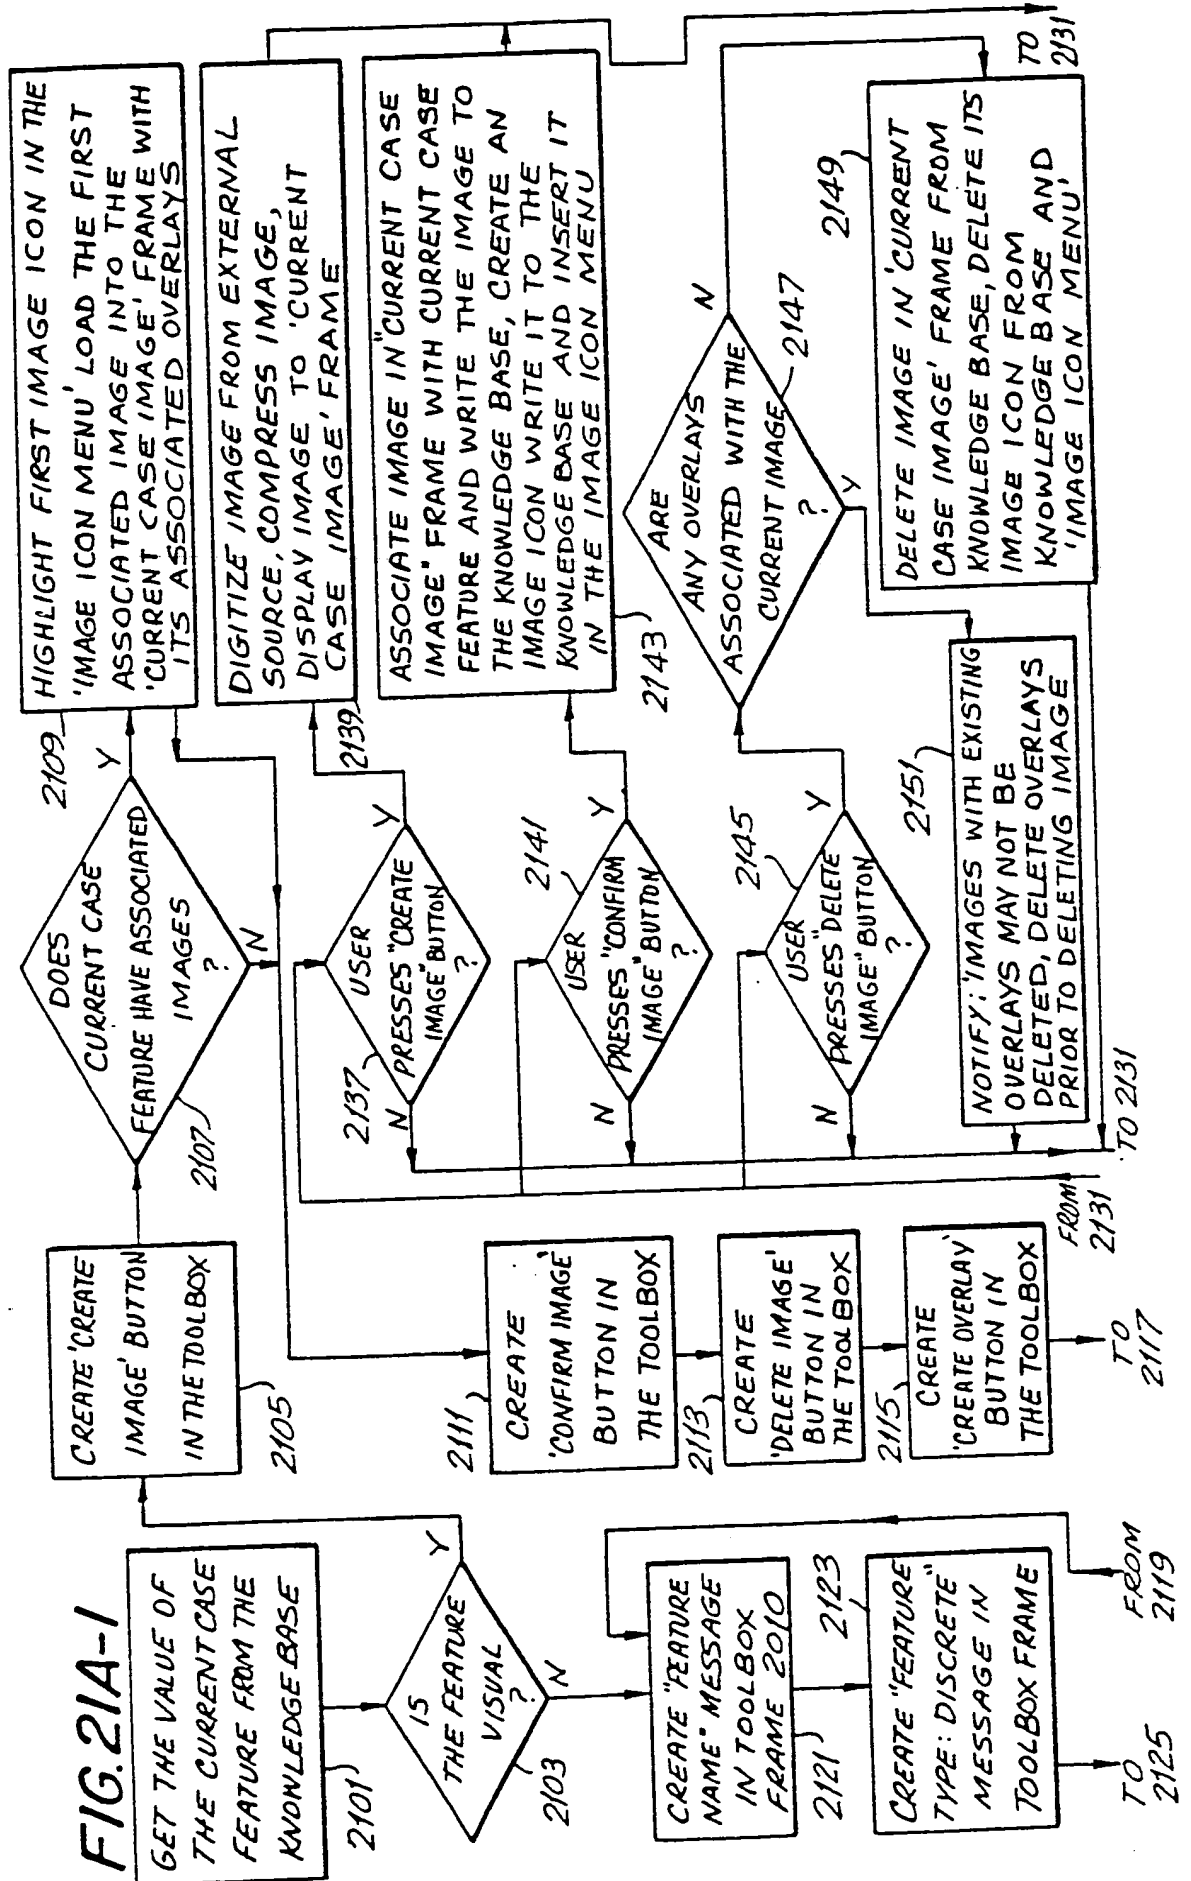 FIG. 21A-1
GET THE VALUE OF
THE CURRENT CASE
FEATURE FROM THE
KNOWLEDGE BASE
2101
IS
THE FEATURE
VISUAL
?
2103
Y
N
CREATE 'CREATE
IMAGE' BUTTON
IN THE TOOLBOX
2105
DOES
CURRENT CASE
FEATURE HAVE ASSOCIATED
IMAGES
?
2107
Y
N
2109
HIGHLIGHT FIRST IMAGE ICON IN THE
'IMAGE ICON MENU' LOAD THE FIRST
ASSOCIATED IMAGE INTO THE
'CURRENT CASE IMAGE' FRAME WITH
ITS ASSOCIATED OVERLAYS
CREATE "FEATURE
NAME" MESSAGE
IN TOOLBOX
FRAME 2010
2121
CREATE "FEATURE
TYPE: DISCRETE"
MESSAGE IN
TOOLBOX FRAME
2123
TO
2125
FROM
2119
2111
CREATE
'CONFIRM IMAGE'
BUTTON IN
THE TOOLBOX
2113
CREATE
'DELETE IMAGE'
BUTTON IN
THE TOOLBOX
2115
CREATE
'CREATE OVERLAY'
BUTTON IN
THE TOOLBOX
TO
2117
FROM
2131
TO 2131
2137
USER
PRESSES "CREATE
IMAGE" BUTTON
?
N
Y
2139
DIGITIZE IMAGE FROM EXTERNAL
SOURCE, COMPRESS IMAGE,
DISPLAY IMAGE TO 'CURRENT
CASE IMAGE' FRAME
2141
USER
PRESSES "CONFIRM
IMAGE" BUTTON
?
N
Y
2143
ASSOCIATE IMAGE IN "CURRENT CASE
IMAGE" FRAME WITH CURRENT CASE
FEATURE AND WRITE THE IMAGE TO
THE KNOWLEDGE BASE, CREATE AN
IMAGE ICON WRITE IT TO THE
KNOWLEDGE BASE AND INSERT IT
IN THE IMAGE ICON MENU
2145
USER
PRESSES "DELETE
IMAGE" BUTTON
?
N
Y
ARE
ANY OVERLAYS
ASSOCIATED WITH THE
CURRENT IMAGE
?
2147
N
Y
2149
DELETE IMAGE IN 'CURRENT
CASE IMAGE' FRAME FROM
KNOWLEDGE BASE, DELETE ITS
IMAGE ICON FROM
KNOWLEDGE BASE AND
'IMAGE ICON MENU'
2151
NOTIFY: 'IMAGES WITH EXISTING
OVERLAYS MAY NOT BE
DELETED, DELETE OVERLAYS
PRIOR TO DELETING IMAGE
TO
2131